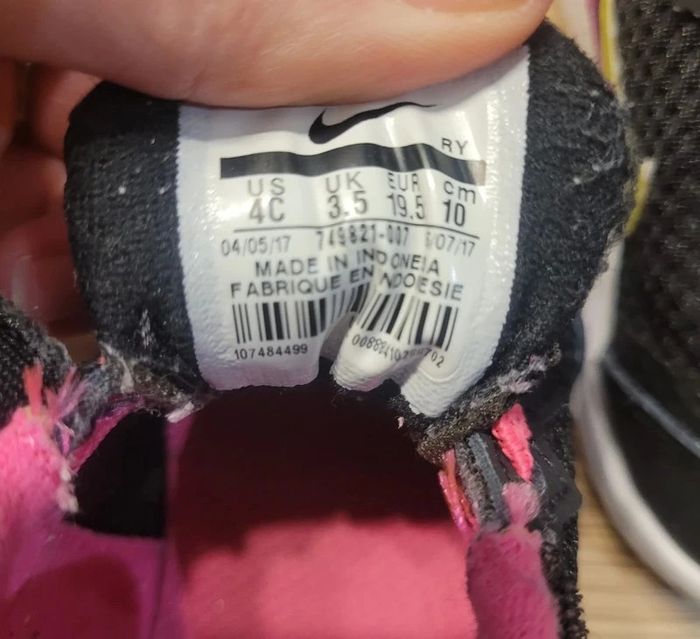 RY
US UK EUR cm
4C 3.5 19.5 10
04/05/17 749821-007 /07/17
MADE IN INDONEIA
FABRIQUE EN INDOESIE
107484499